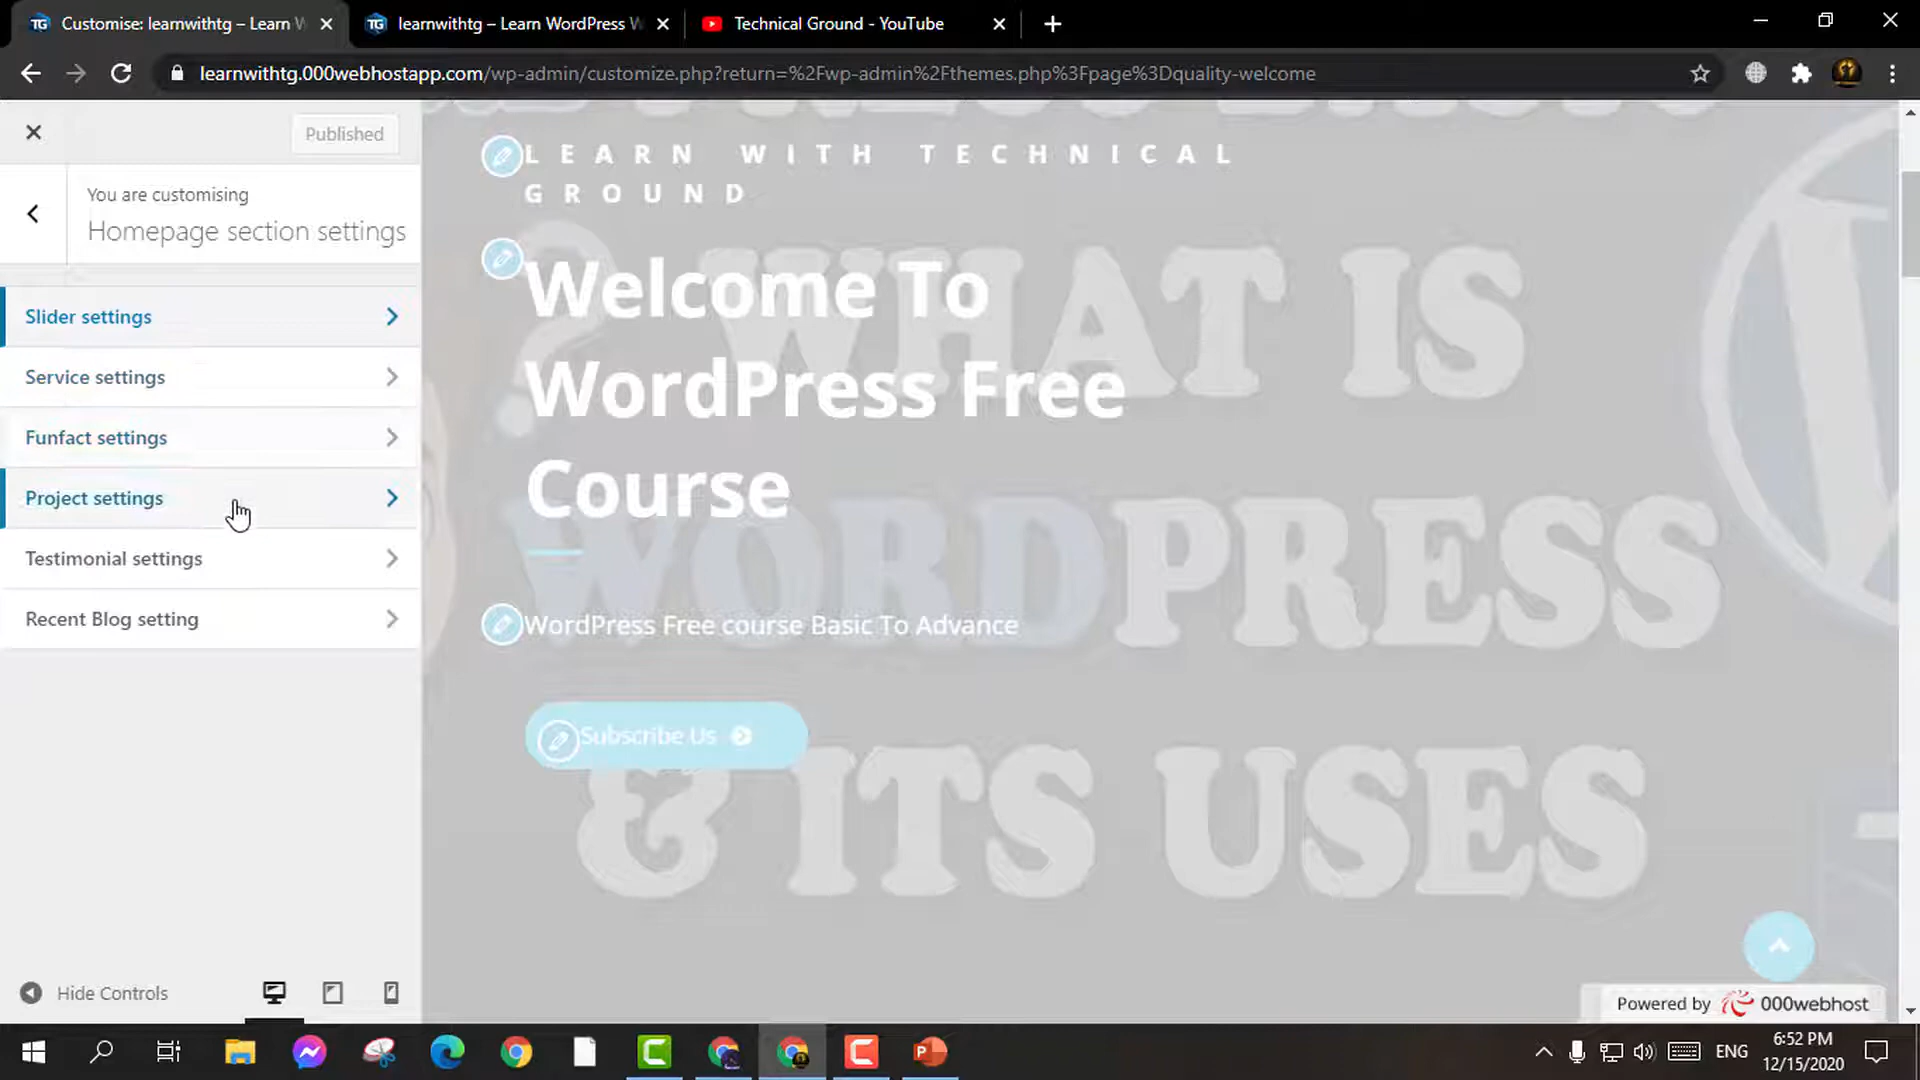 Customise: learnwithtg – Learn W
learnwithtg – Learn WordPress W
Technical Ground - YouTube
learnwithtg.000webhostapp.com/wp-admin/customize.php?return=%2Fwp-admin%2Fthemes.php%3Fpage%3Dquality-welcome
Published
You are customising
Homepage section settings
Slider settings
Service settings
Funfact settings
Project settings
Testimonial settings
Recent Blog setting
Hide Controls
LEARN WITH TECHNICAL
GROUND
Welcome To
WordPress Free
Course
WordPress Free course Basic To Advance
Subscribe Us
? WHAT IS
WORDPRESS
& ITS USES
Powered by 000webhost
ENG
6:52 PM
12/15/2020